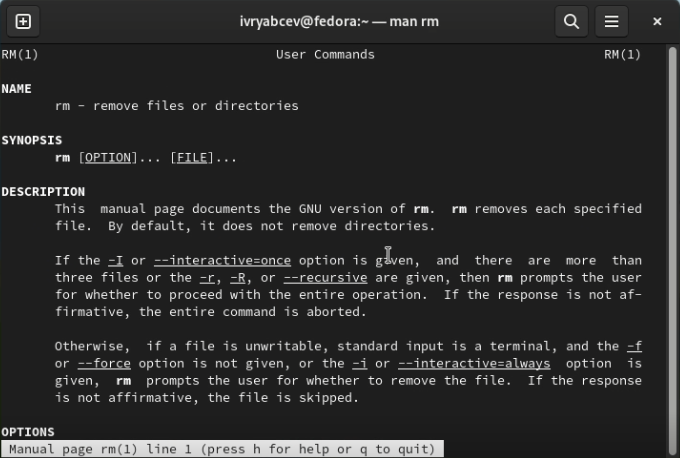 ivryabcev@fedora:~ — man rm
RM(1) User Commands RM(1)
NAME
rm - remove files or directories
SYNOPSIS
rm [OPTION]... [FILE]...
DESCRIPTION
This manual page documents the GNU version of rm. rm removes each specified
file. By default, it does not remove directories.
If the -I or --interactive=once option is given, and there are more than
three files or the -r, -R, or --recursive are given, then rm prompts the user
for whether to proceed with the entire operation. If the response is not af-
firmative, the entire command is aborted.
Otherwise, if a file is unwritable, standard input is a terminal, and the -f
or --force option is not given, or the -i or --interactive=always option is
given, rm prompts the user for whether to remove the file. If the response
is not affirmative, the file is skipped.
OPTIONS
Manual page rm(1) line 1 (press h for help or q to quit)